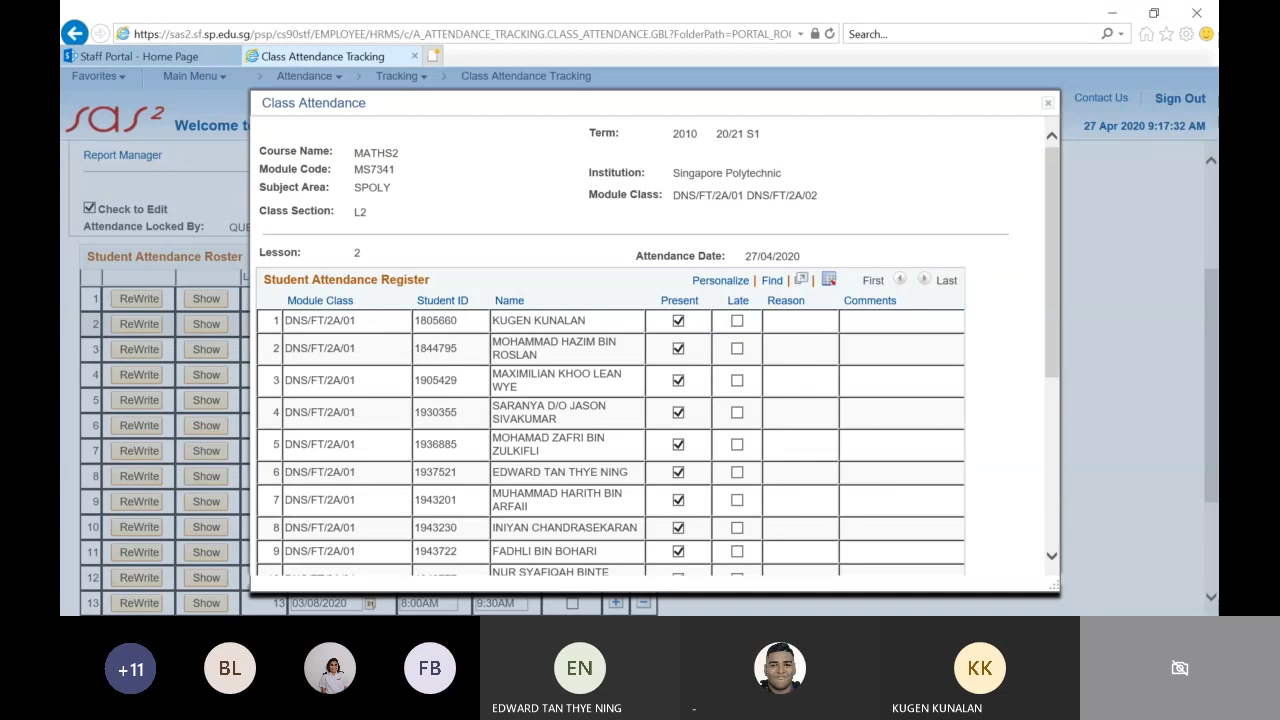 https://sas2.sf.sp.edu.sg/psp/cs90stf/EMPLOYEE/HRMS/c/A_ATTENDANCE_TRACKING.CLASS_ATTENDANCE.GBL?FolderPath=PORTAL_ROO
Search...
Staff Portal - Home Page
Class Attendance Tracking
Favorites
Main Menu
Attendance
Tracking
Class Attendance Tracking
sas2
Welcome to
Contact Us
Sign Out
27 Apr 2020 9:17:32 AM
Report Manager
Check to Edit
Attendance Locked By:
Student Attendance Roster
1 ReWrite Show
2 ReWrite Show
3 ReWrite Show
4 ReWrite Show
5 ReWrite Show
6 ReWrite Show
7 ReWrite Show
8 ReWrite Show
9 ReWrite Show
10 ReWrite Show
11 ReWrite Show
12 ReWrite Show
13 ReWrite Show 13 03/08/2020 8:00AM 9:30AM
Class Attendance
Term: 2010 20/21 S1
Course Name: MATHS2
Module Code: MS7341
Institution: Singapore Polytechnic
Subject Area: SPOLY
Module Class: DNS/FT/2A/01 DNS/FT/2A/02
Class Section: L2
Lesson: 2
Attendance Date: 27/04/2020
Student Attendance Register
Personalize | Find | | First Last
Module Class Student ID Name Present Late Reason Comments
1 DNS/FT/2A/01 1805660 KUGEN KUNALAN
2 DNS/FT/2A/01 1844795 MOHAMMAD HAZIM BIN
ROSLAN
3 DNS/FT/2A/01 1905429 MAXIMILIAN KHOO LEAN
WYE
4 DNS/FT/2A/01 1930355 SARANYA D/O JASON
SIVAKUMAR
5 DNS/FT/2A/01 1936885 MOHAMAD ZAFRI BIN
ZULKIFLI
6 DNS/FT/2A/01 1937521 EDWARD TAN THYE NING
7 DNS/FT/2A/01 1943201 MUHAMMAD HARITH BIN
ARFAII
8 DNS/FT/2A/01 1943230 INIYAN CHANDRASEKARAN
9 DNS/FT/2A/01 1943722 FADHLI BIN BOHARI
NUR SYAFIQAH BINTE
+11
BL
FB
EN
KK
EDWARD TAN THYE NING
-
KUGEN KUNALAN